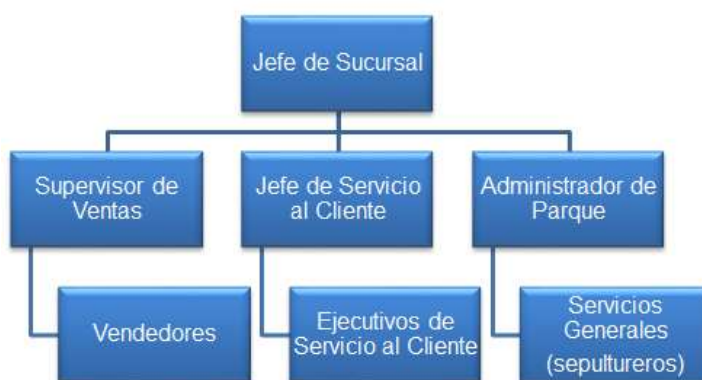 Jefe de Sucursal
Supervisor de
Ventas
Jefe de Servicio
al Cliente
Administrador de
Parque
Vendedores
Ejecutivos de
Servicio al Cliente
Servicios
Generales
(sepultureros)